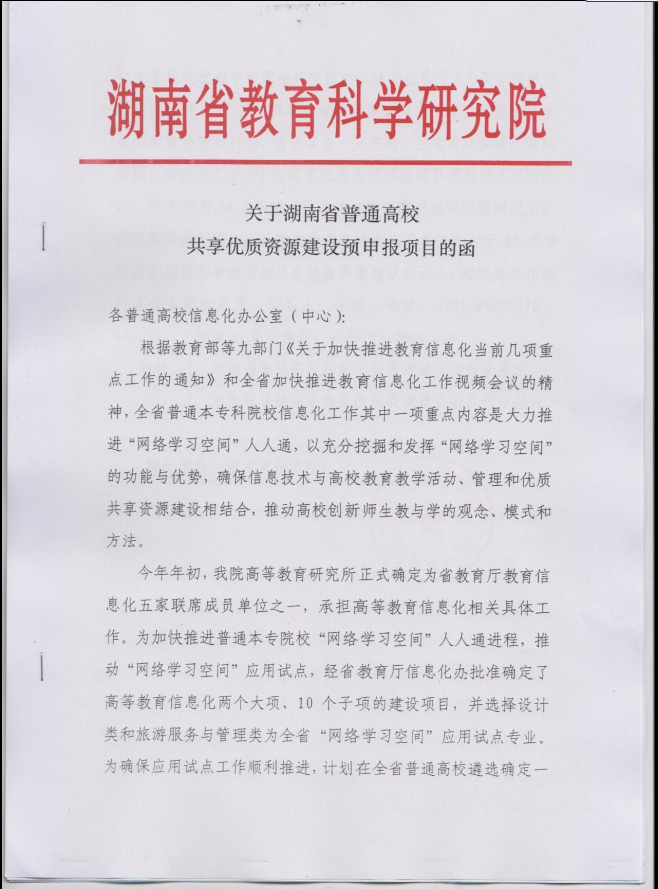 湖南省教育科学研究院
关于湖南省普通高校
共享优质资源建设预申报项目的函
各普通高校信息化办公室（中心）：
根据教育部等九部门《关于加快推进教育信息化当前几项重
点工作的通知》和全省加快推进教育信息化工作视频会议的精
神，全省普通本专科院校信息化工作其中一项重点内容是大力推
进“网络学习空间”人人通，以充分挖掘和发挥“网络学习空间”
的功能与优势，确保信息技术与高校教育教学活动、管理和优质
共享资源建设相结合，推动高校创新师生教与学的观念、模式和
方法。
今年年初，我院高等教育研究所正式确定为省教育厅教育信
息化五家联席成员单位之一，承担高等教育信息化相关具体工
作。为加快推进普通本专院校“网络学习空间”人人通进程，推
动“网络学习空间”应用试点，经省教育厅信息化办批准确定了
高等教育信息化两个大项、10 个子项的建设项目，并选择设计
类和旅游服务与管理类为全省“网络学习空间”应用试点专业。
为确保应用试点工作顺利推进，计划在全省普通高校遴选确定一